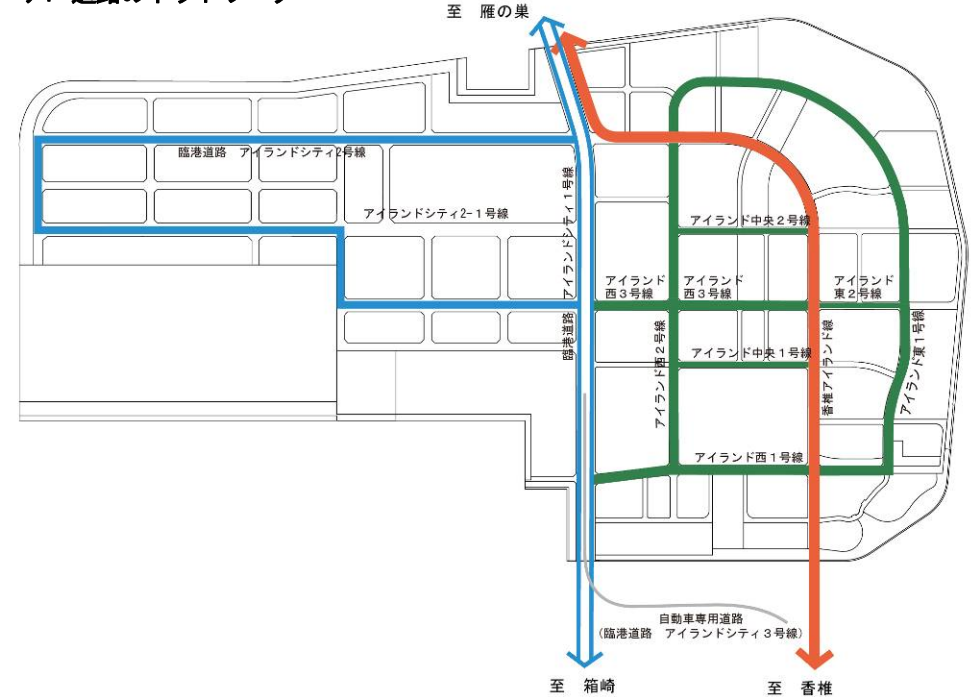 至 雁の巣
臨港道路 アイランドシティ2号線
アイランドシティ2-1号線
臨港道路 アイランドシティ1号線
アイランド中央2号線
アイランド
西3号線
アイランド
西3号線
アイランド
東2号線
アイランド西2号線
アイランド中央1号線
香椎アイランド線
アイランド東1号線
アイランド西1号線
自動車専用道路
(臨港道路 アイランドシティ3号線)
至 箱崎
至 香椎